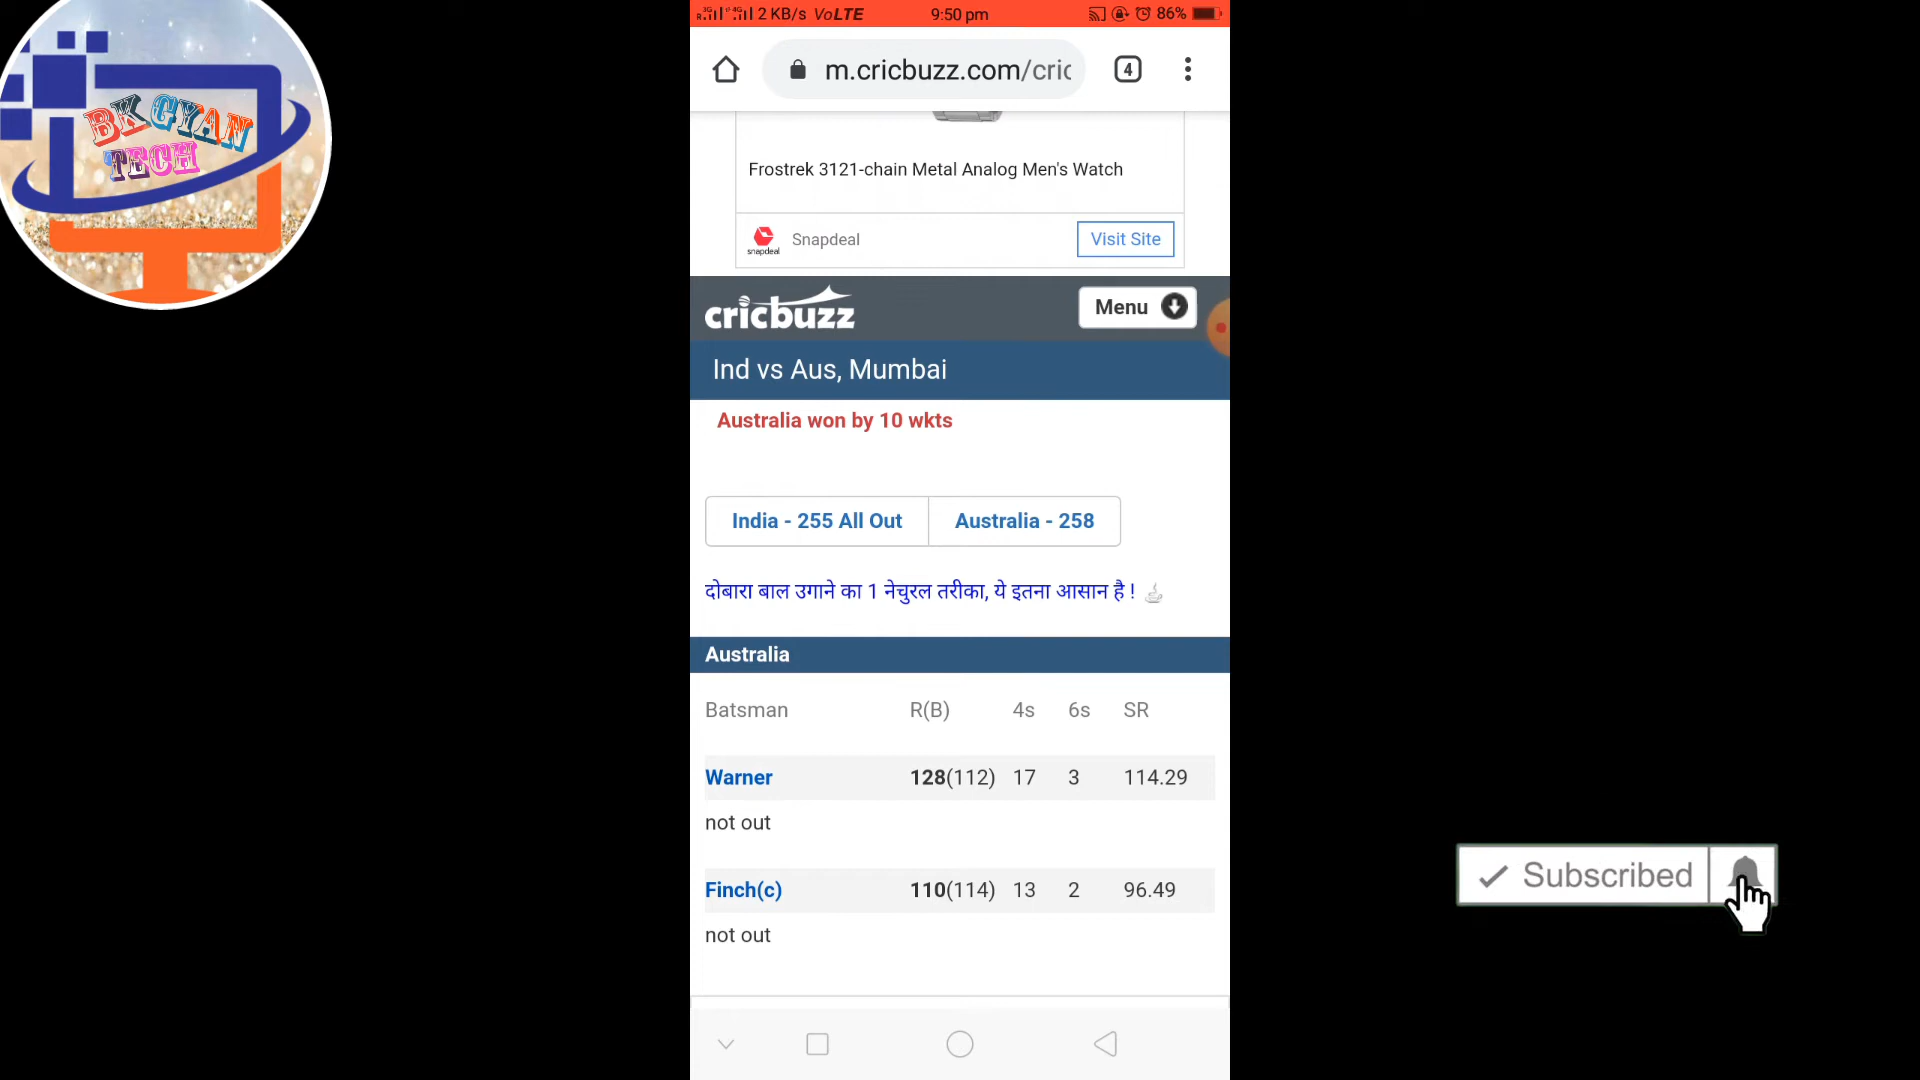 BK GYAN
TECH
3G 4G 2 KB/s VoLTE 9:50 pm 86%
m.cricbuzz.com/cric 4
Frostrek 3121-chain Metal Analog Men's Watch
snapdeal Snapdeal Visit Site
cricbuzz Menu
Ind vs Aus, Mumbai
Australia won by 10 wkts
India - 255 All Out Australia - 258
दोबारा बाल उगाने का 1 नेचुरल तरीका, ये इतना आसान है !
Australia
Batsman R(B) 4s 6s SR
Warner 128(112) 17 3 114.29
not out
Finch(c) 110(114) 13 2 96.49
not out
Subscribed